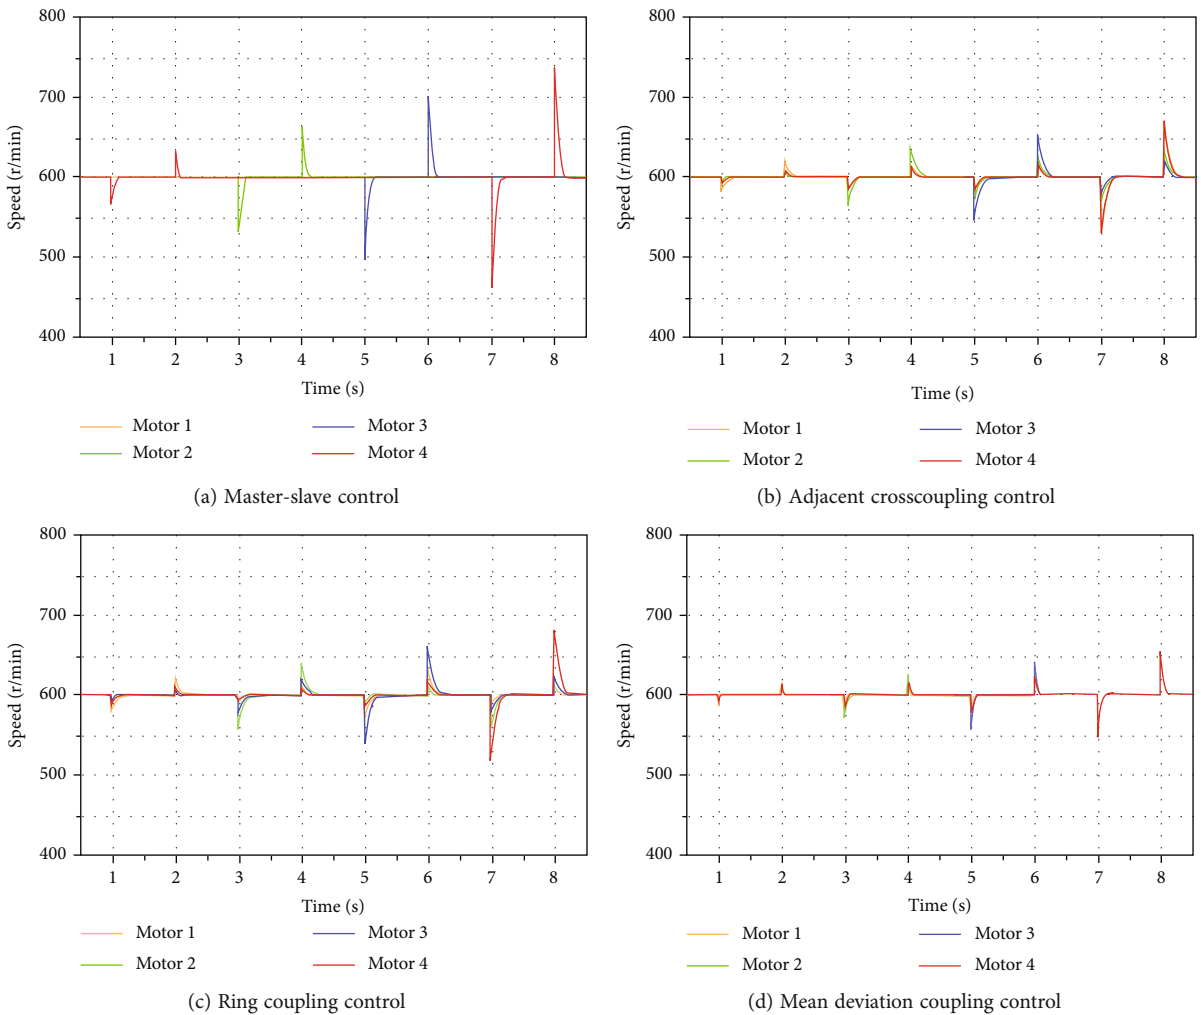 800
700
600
500
400
Speed (r/min)
1 2 3 4 5 6 7 8
Time (s)
Motor 1
Motor 3
Motor 2
Motor 4
(a) Master-slave control
800
700
600
500
400
Speed (r/min)
1 2 3 4 5 6 7 8
Time (s)
Motor 1
Motor 3
Motor 2
Motor 4
(b) Adjacent crosscoupling control
800
700
600
500
400
Speed (r/min)
1 2 3 4 5 6 7 8
Time (s)
Motor 1
Motor 3
Motor 2
Motor 4
(c) Ring coupling control
800
700
600
500
400
Speed (r/min)
1 2 3 4 5 6 7 8
Time (s)
Motor 1
Motor 3
Motor 2
Motor 4
(d) Mean deviation coupling control